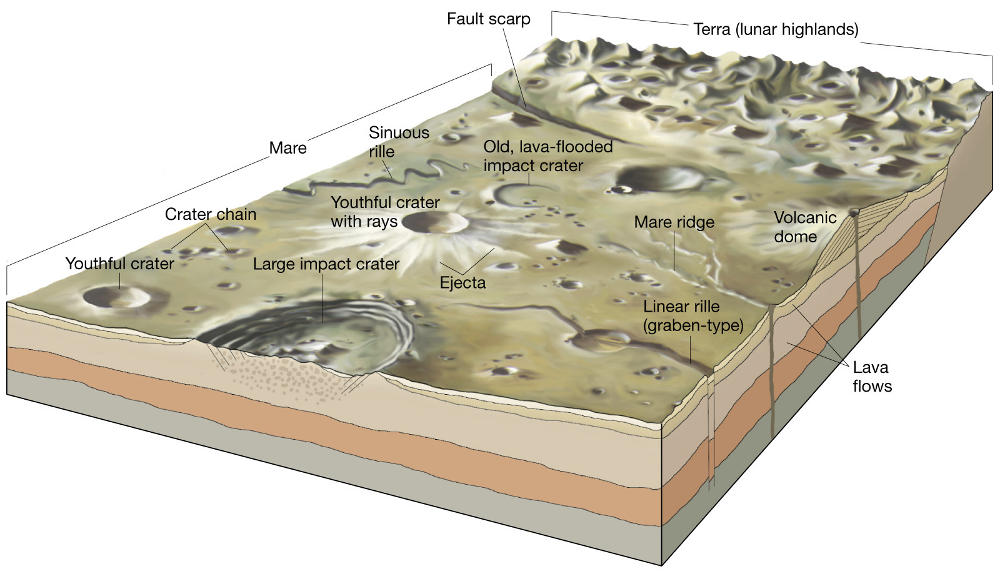 Fault scarp
Terra (lunar highlands)
Mare
Sinuous
rille
Old, lava-flooded
impact crater
Youthful crater
with rays
Crater chain
Mare ridge
Volcanic
dome
Youthful crater
Large impact crater
Ejecta
Linear rille
(graben-type)
Lava
flows